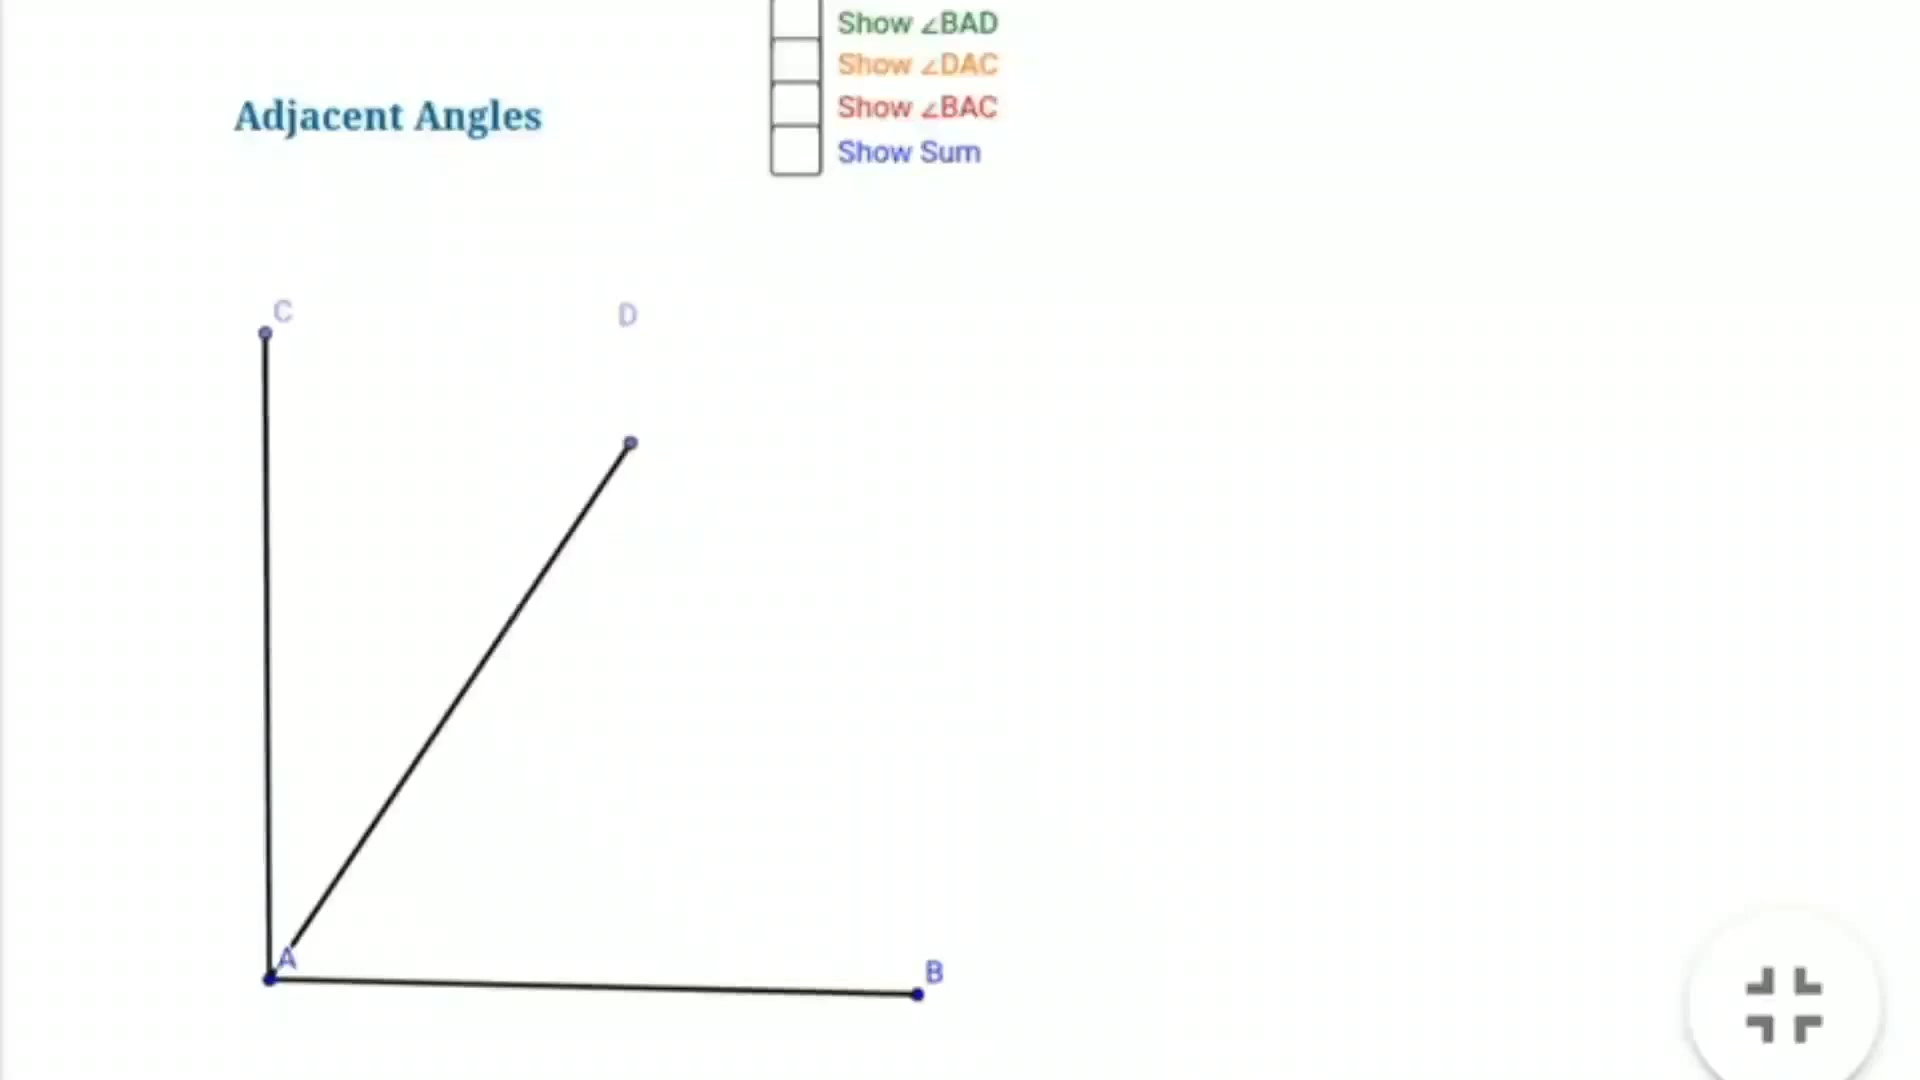 Show ∠BAD
Show ∠DAC
Adjacent Angles
Show ∠BAC
Show Sum
C
D
A
B